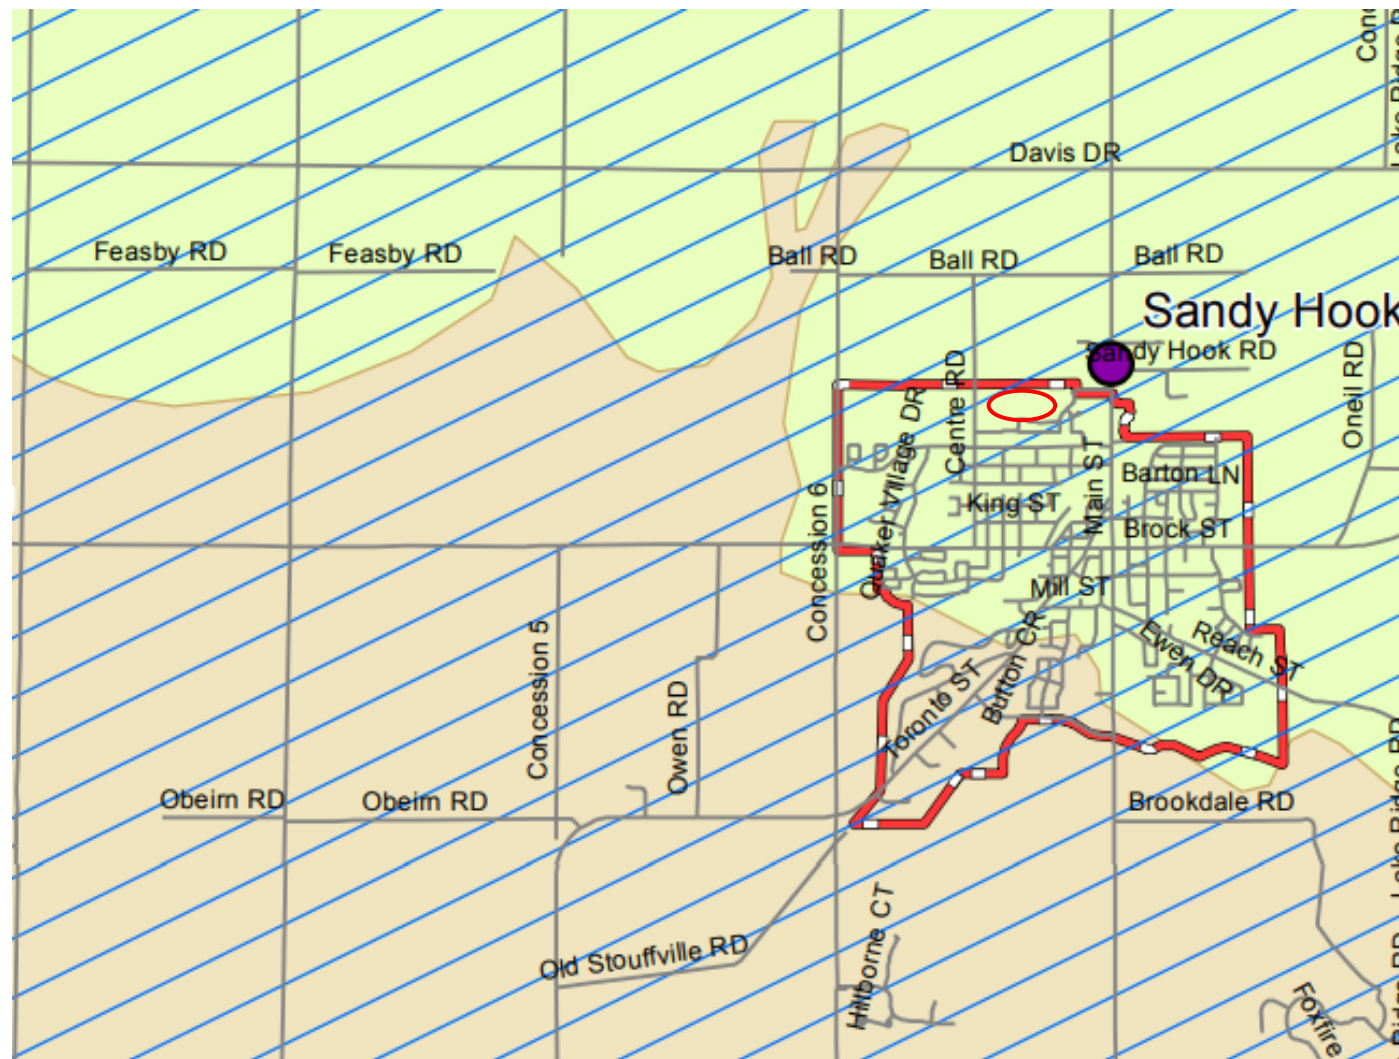 Davis DR
Feasby RD
Feasby RD
Ball RD
Ball RD
Ball RD
Sandy Hook
Sandy Hook RD
Oneil RD
Centre RD
Quaker Village DR
Main ST
Barton LN
King ST
Brock ST
Concession 6
Mill ST
Button CR
Ewen DR
Reach ST
Toronto ST
Concession 5
Owen RD
Obeirn RD
Obeirn RD
Brookdale RD
Old Stouffville RD
Hillborne CT
Foxfire
Lake Ridge RD